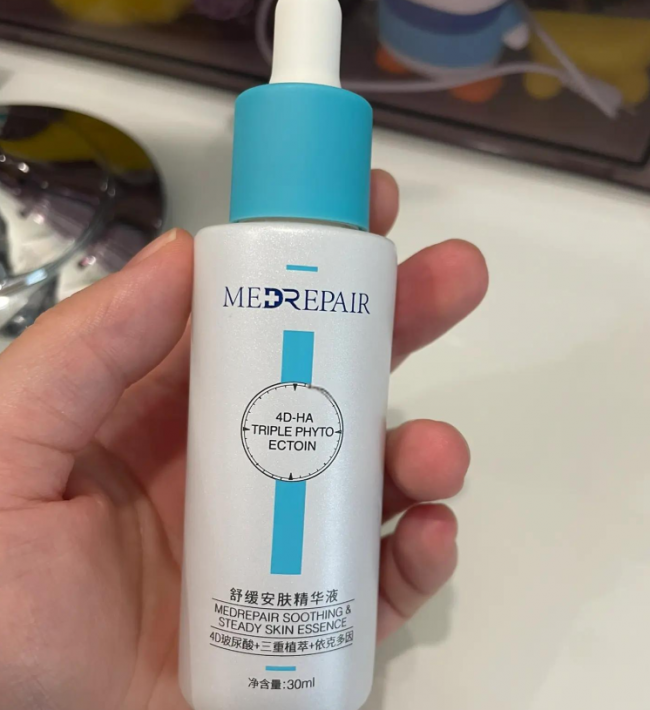 MEDREPAIR
4D-HA
TRIPLE PHYTO
ECTOIN
舒缓安肤精华液
MEDREPAIR SOOTHING &
STEADY SKIN ESSENCE
4D玻尿酸+三重植萃+依克多因
净含量:30ml